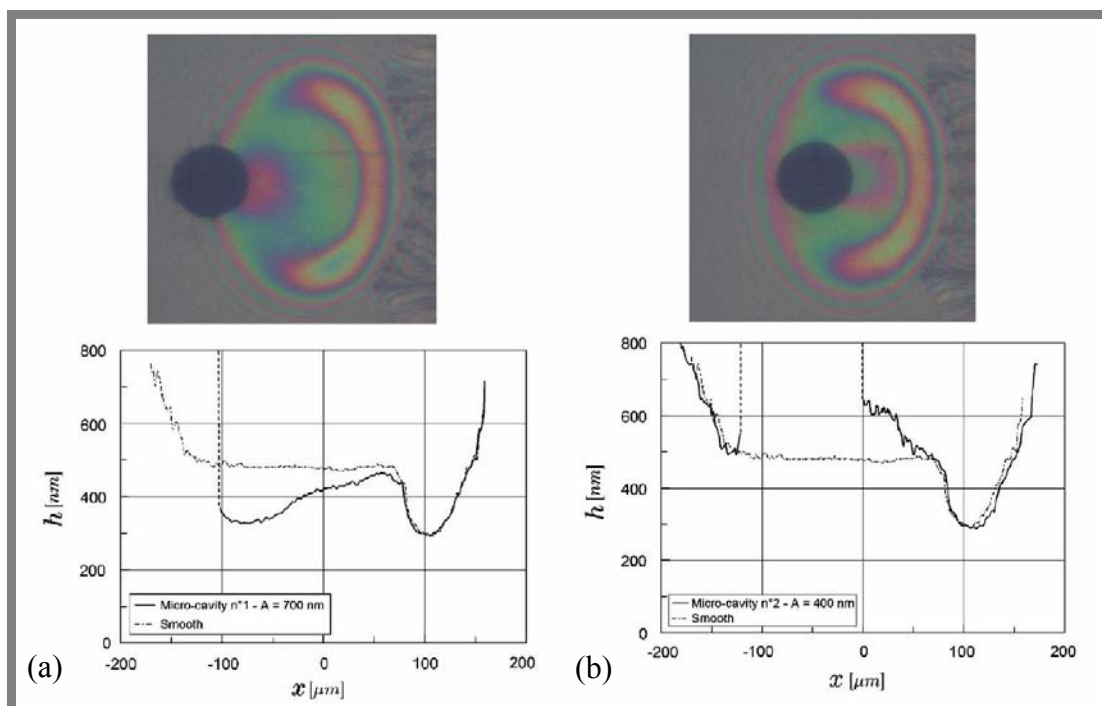 800
600
400
200
0
h [nm]
Micro-cavity n°1 - A = 700 nm
Smooth
-200 -100 0 100 200
x [μm]
(a)
800
600
400
200
0
h [nm]
Micro-cavity n°2 - A = 400 nm
Smooth
-200 -100 0 100 200
x [μm]
(b)